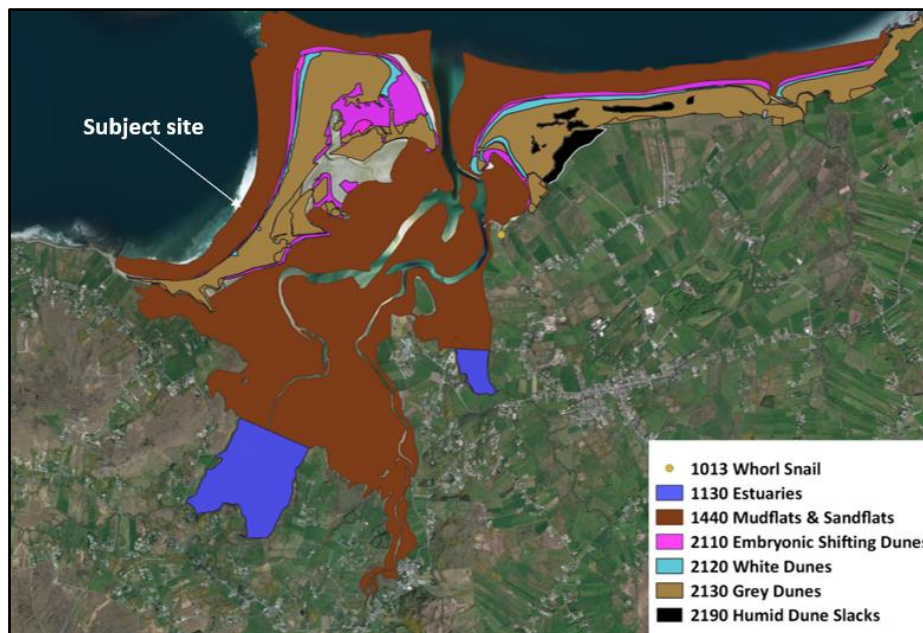 Subject site
1013 Whorl Snail
1130 Estuaries
1440 Mudflats & Sandflats
2110 Embryonic Shifting Dunes
2120 White Dunes
2130 Grey Dunes
2190 Humid Dune Slacks